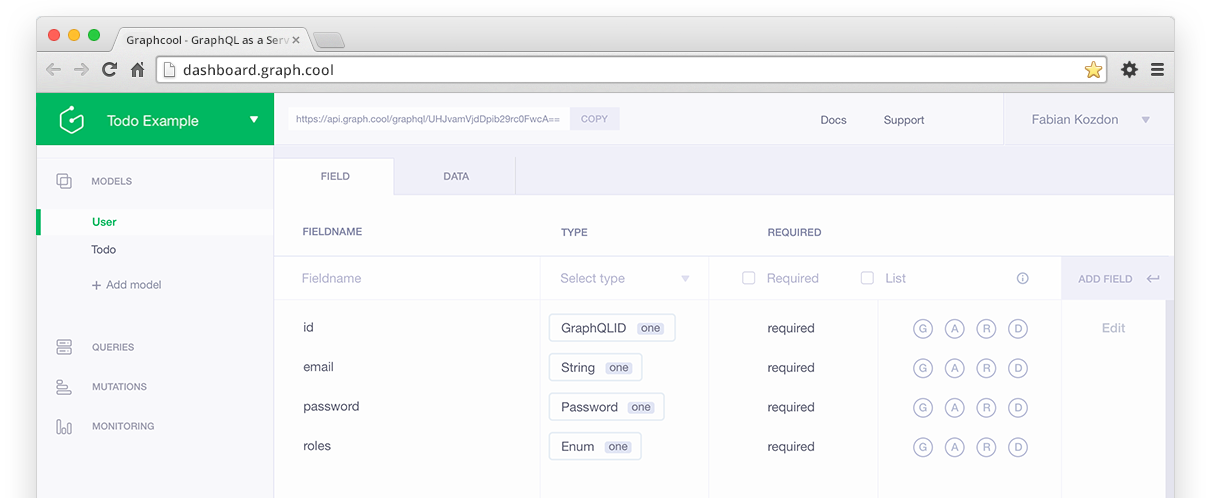 Graphcool - GraphQL as a Serv
dashboard.graph.cool
Todo Example
https://api.graph.cool/graphql/UHJvamVjdDpib29rc0FwcA==
COPY
Docs
Support
Fabian Kozdon
MODELS
User
Todo
+ Add model
QUERIES
MUTATIONS
MONITORING
FIELD
DATA
FIELDNAME TYPE REQUIRED
Fieldname Select type Required List ADD FIELD
id GraphQLID one required G A R D Edit
email String one required G A R D
password Password one required G A R D
roles Enum one required G A R D